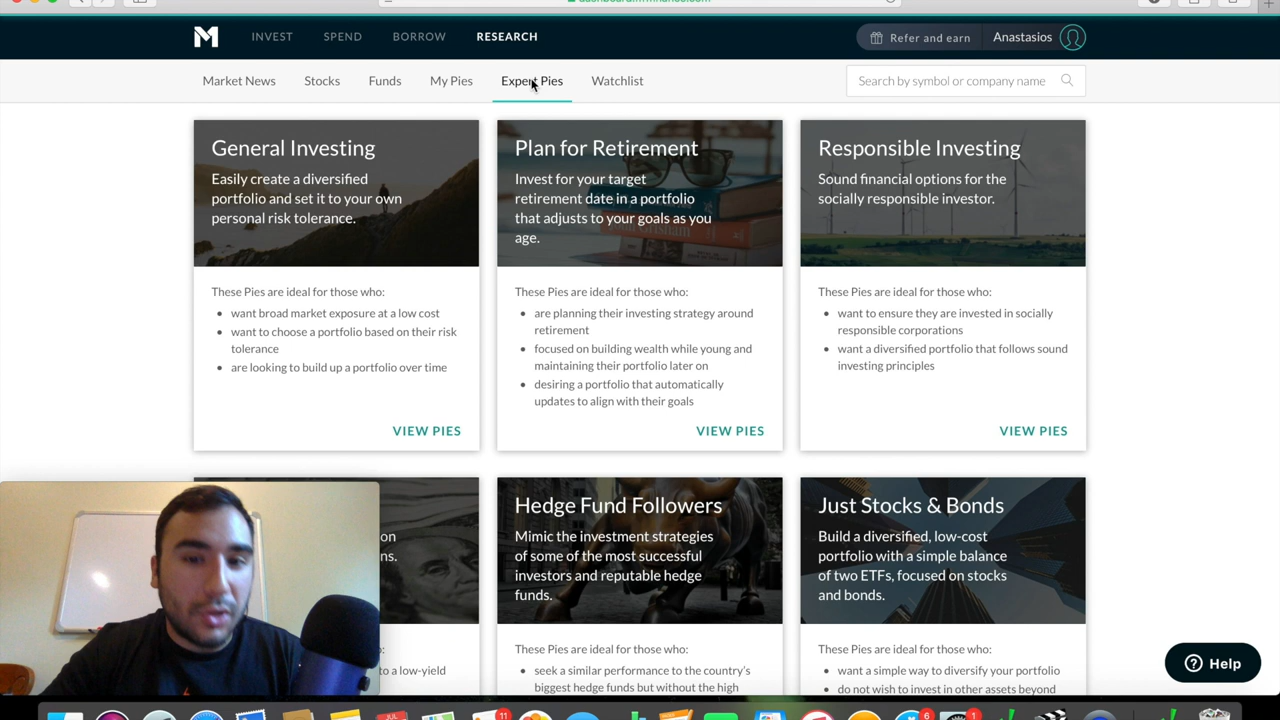 M INVEST SPEND BORROW RESEARCH Refer and earn Anastasios
Market News Stocks Funds My Pies Expert Pies Watchlist Search by symbol or company name
General Investing
Easily create a diversified
portfolio and set it to your own
personal risk tolerance.
These Pies are ideal for those who:
• want broad market exposure at a low cost
• want to choose a portfolio based on their risk
tolerance
• are looking to build up a portfolio over time
VIEW PIES
Plan for Retirement
Invest for your target
retirement date in a portfolio
that adjusts to your goals as you
age.
These Pies are ideal for those who:
• are planning their investing strategy around
retirement
• focused on building wealth while young and
maintaining their portfolio later on
• desiring a portfolio that automatically
updates to align with their goals
VIEW PIES
Responsible Investing
Sound financial options for the
socially responsible investor.
These Pies are ideal for those who:
• want to ensure they are invested in socially
responsible corporations
• want a diversified portfolio that follows sound
investing principles
VIEW PIES
on
ns.
to a low-yield
Hedge Fund Followers
Mimic the investment strategies
of some of the most successful
investors and reputable hedge
funds.
These Pies are ideal for those who:
• seek a similar performance to the country's
biggest hedge funds but without the high
Just Stocks & Bonds
Build a diversified, low-cost
portfolio with a simple balance
of two ETFs, focused on stocks
and bonds.
These Pies are ideal for those who:
• want a simple way to diversify your portfolio
• do not wish to invest in other assets beyond
Help
JUL 11 6 1